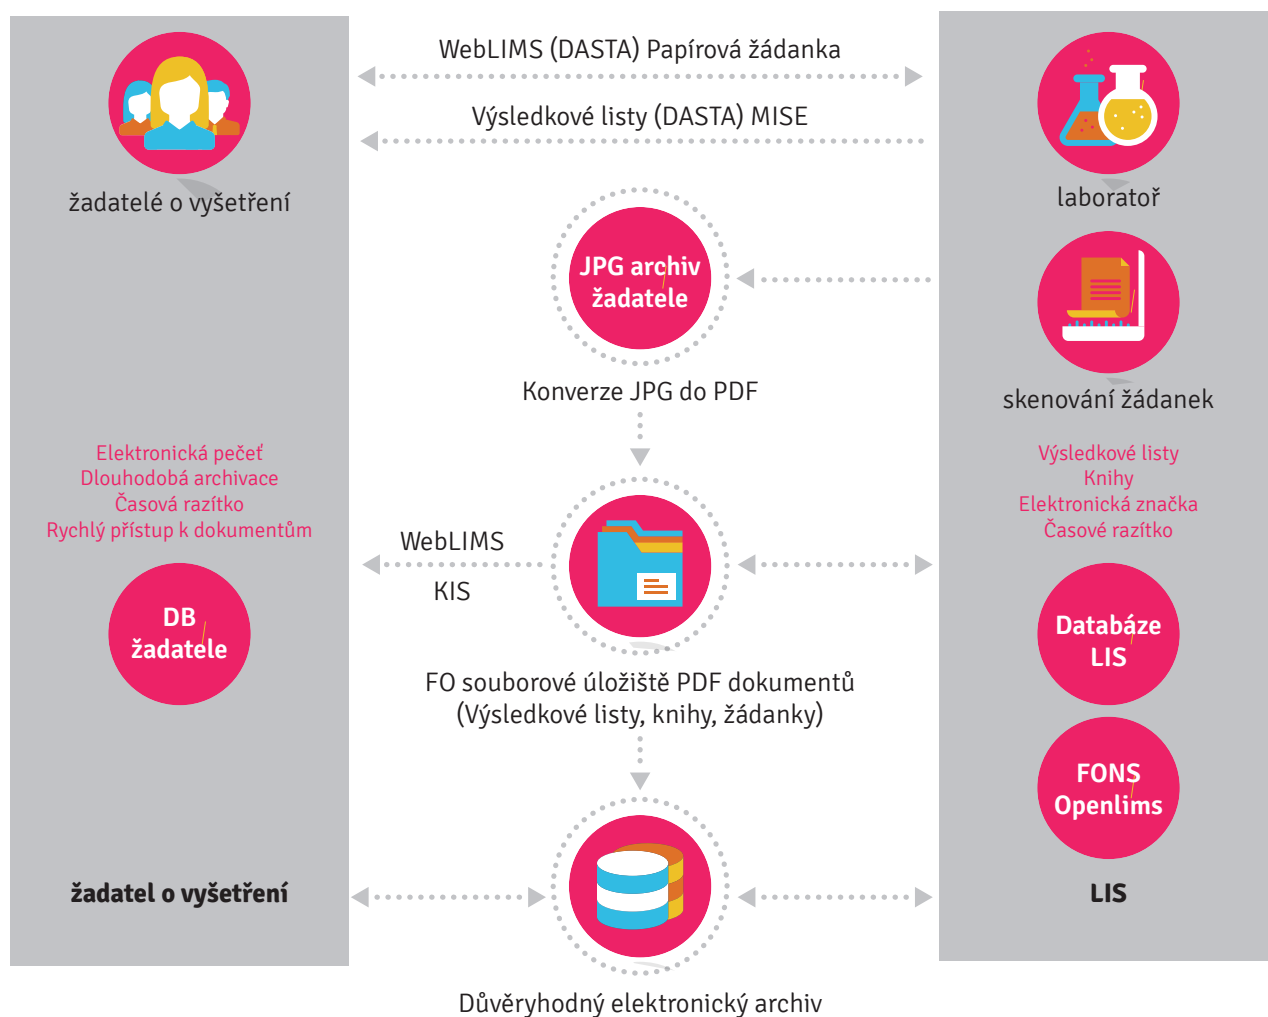 WebLIMS (DASTA) Papírová žádanka
Výsledkové listy (DASTA) MISE
žadatelé o vyšetření
laboratoř
JPG archiv
žadatele
Konverze JPG do PDF
skenování žádanek
Elektronická pečeť
Dlouhodobá archivace
Časová razítko
Rychlý přístup k dokumentům
Výsledkové listy
Knihy
Elektronická značka
Časové razítko
WebLIMS
KIS
DB
žadatele
Databáze
LIS
FO souborové úložiště PDF dokumentů
(Výsledkové listy, knihy, žádanky)
FONS
Openlims
žadatel o vyšetření
LIS
Důvěryhodný elektronický archiv